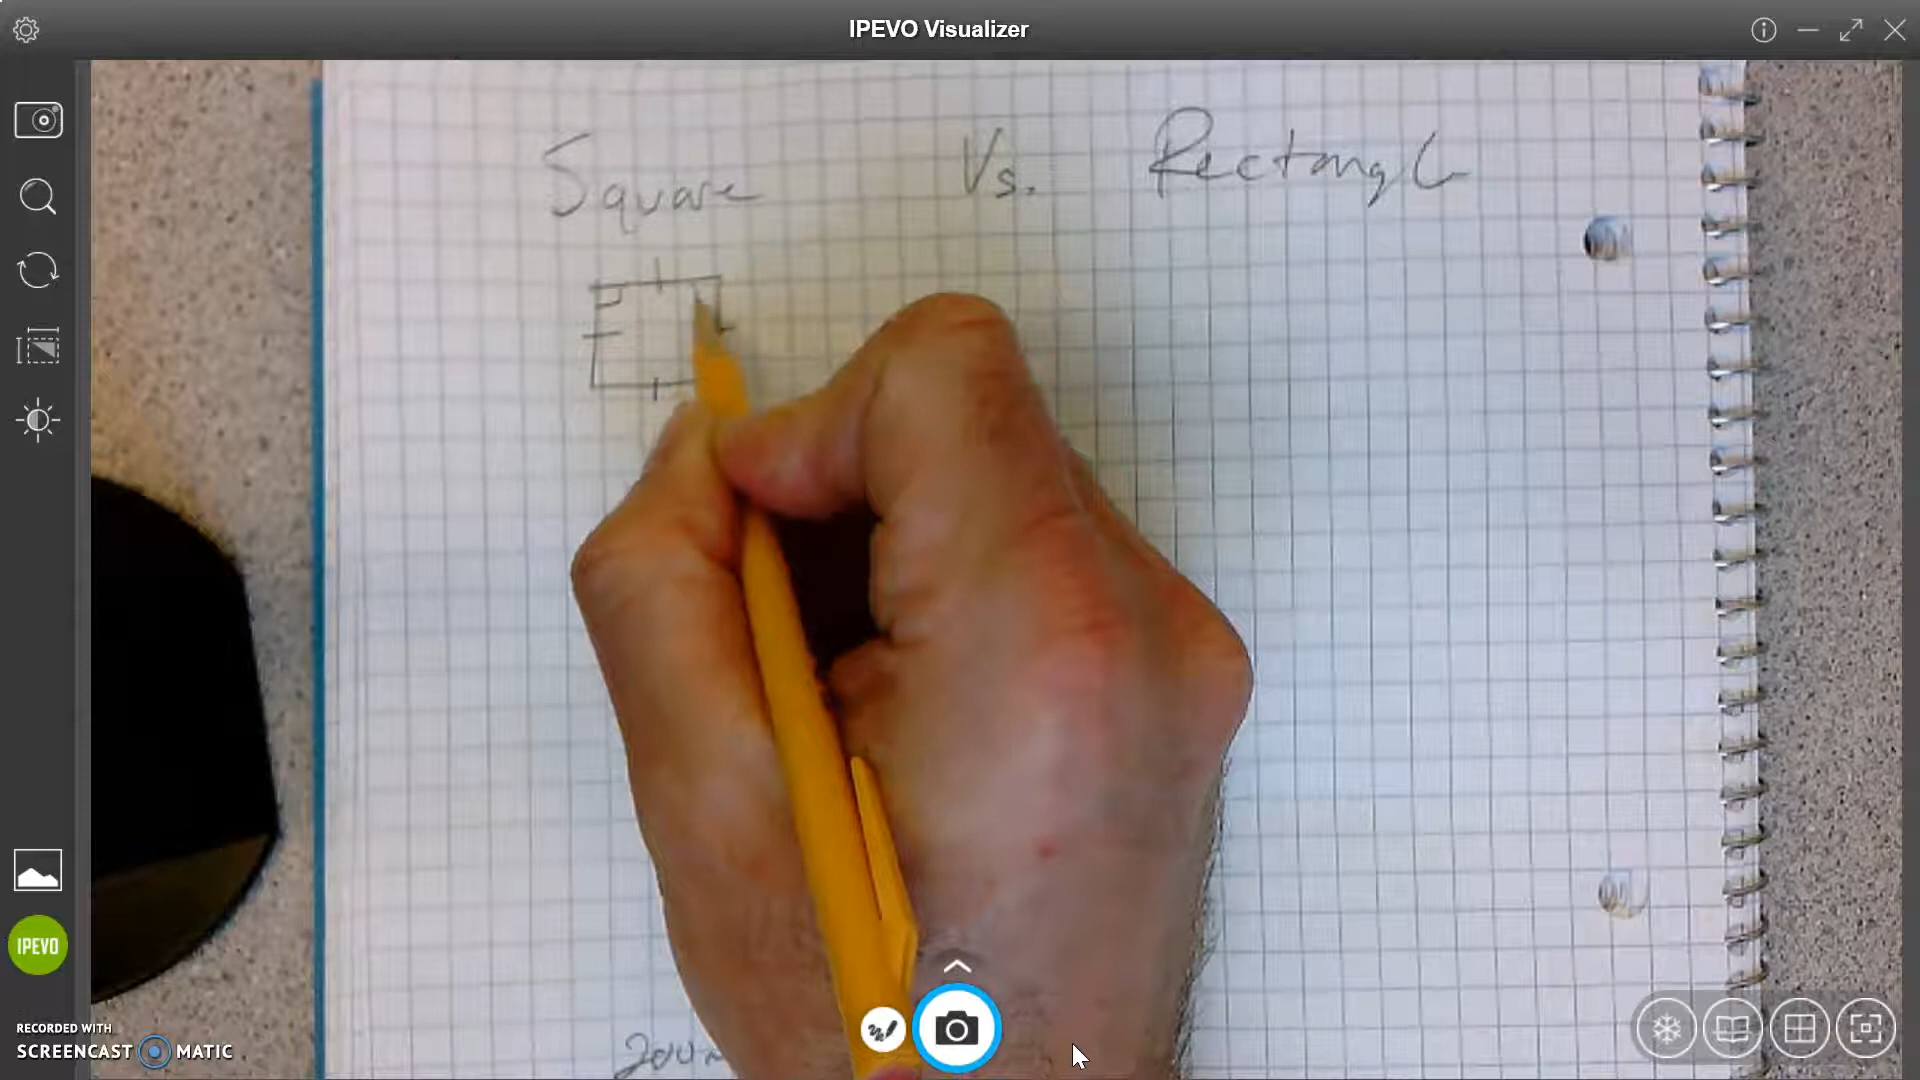 IPEVO Visualizer
Square Vs. Rectangle
IPEVO
RECORDED WITH
SCREENCAST MATIC